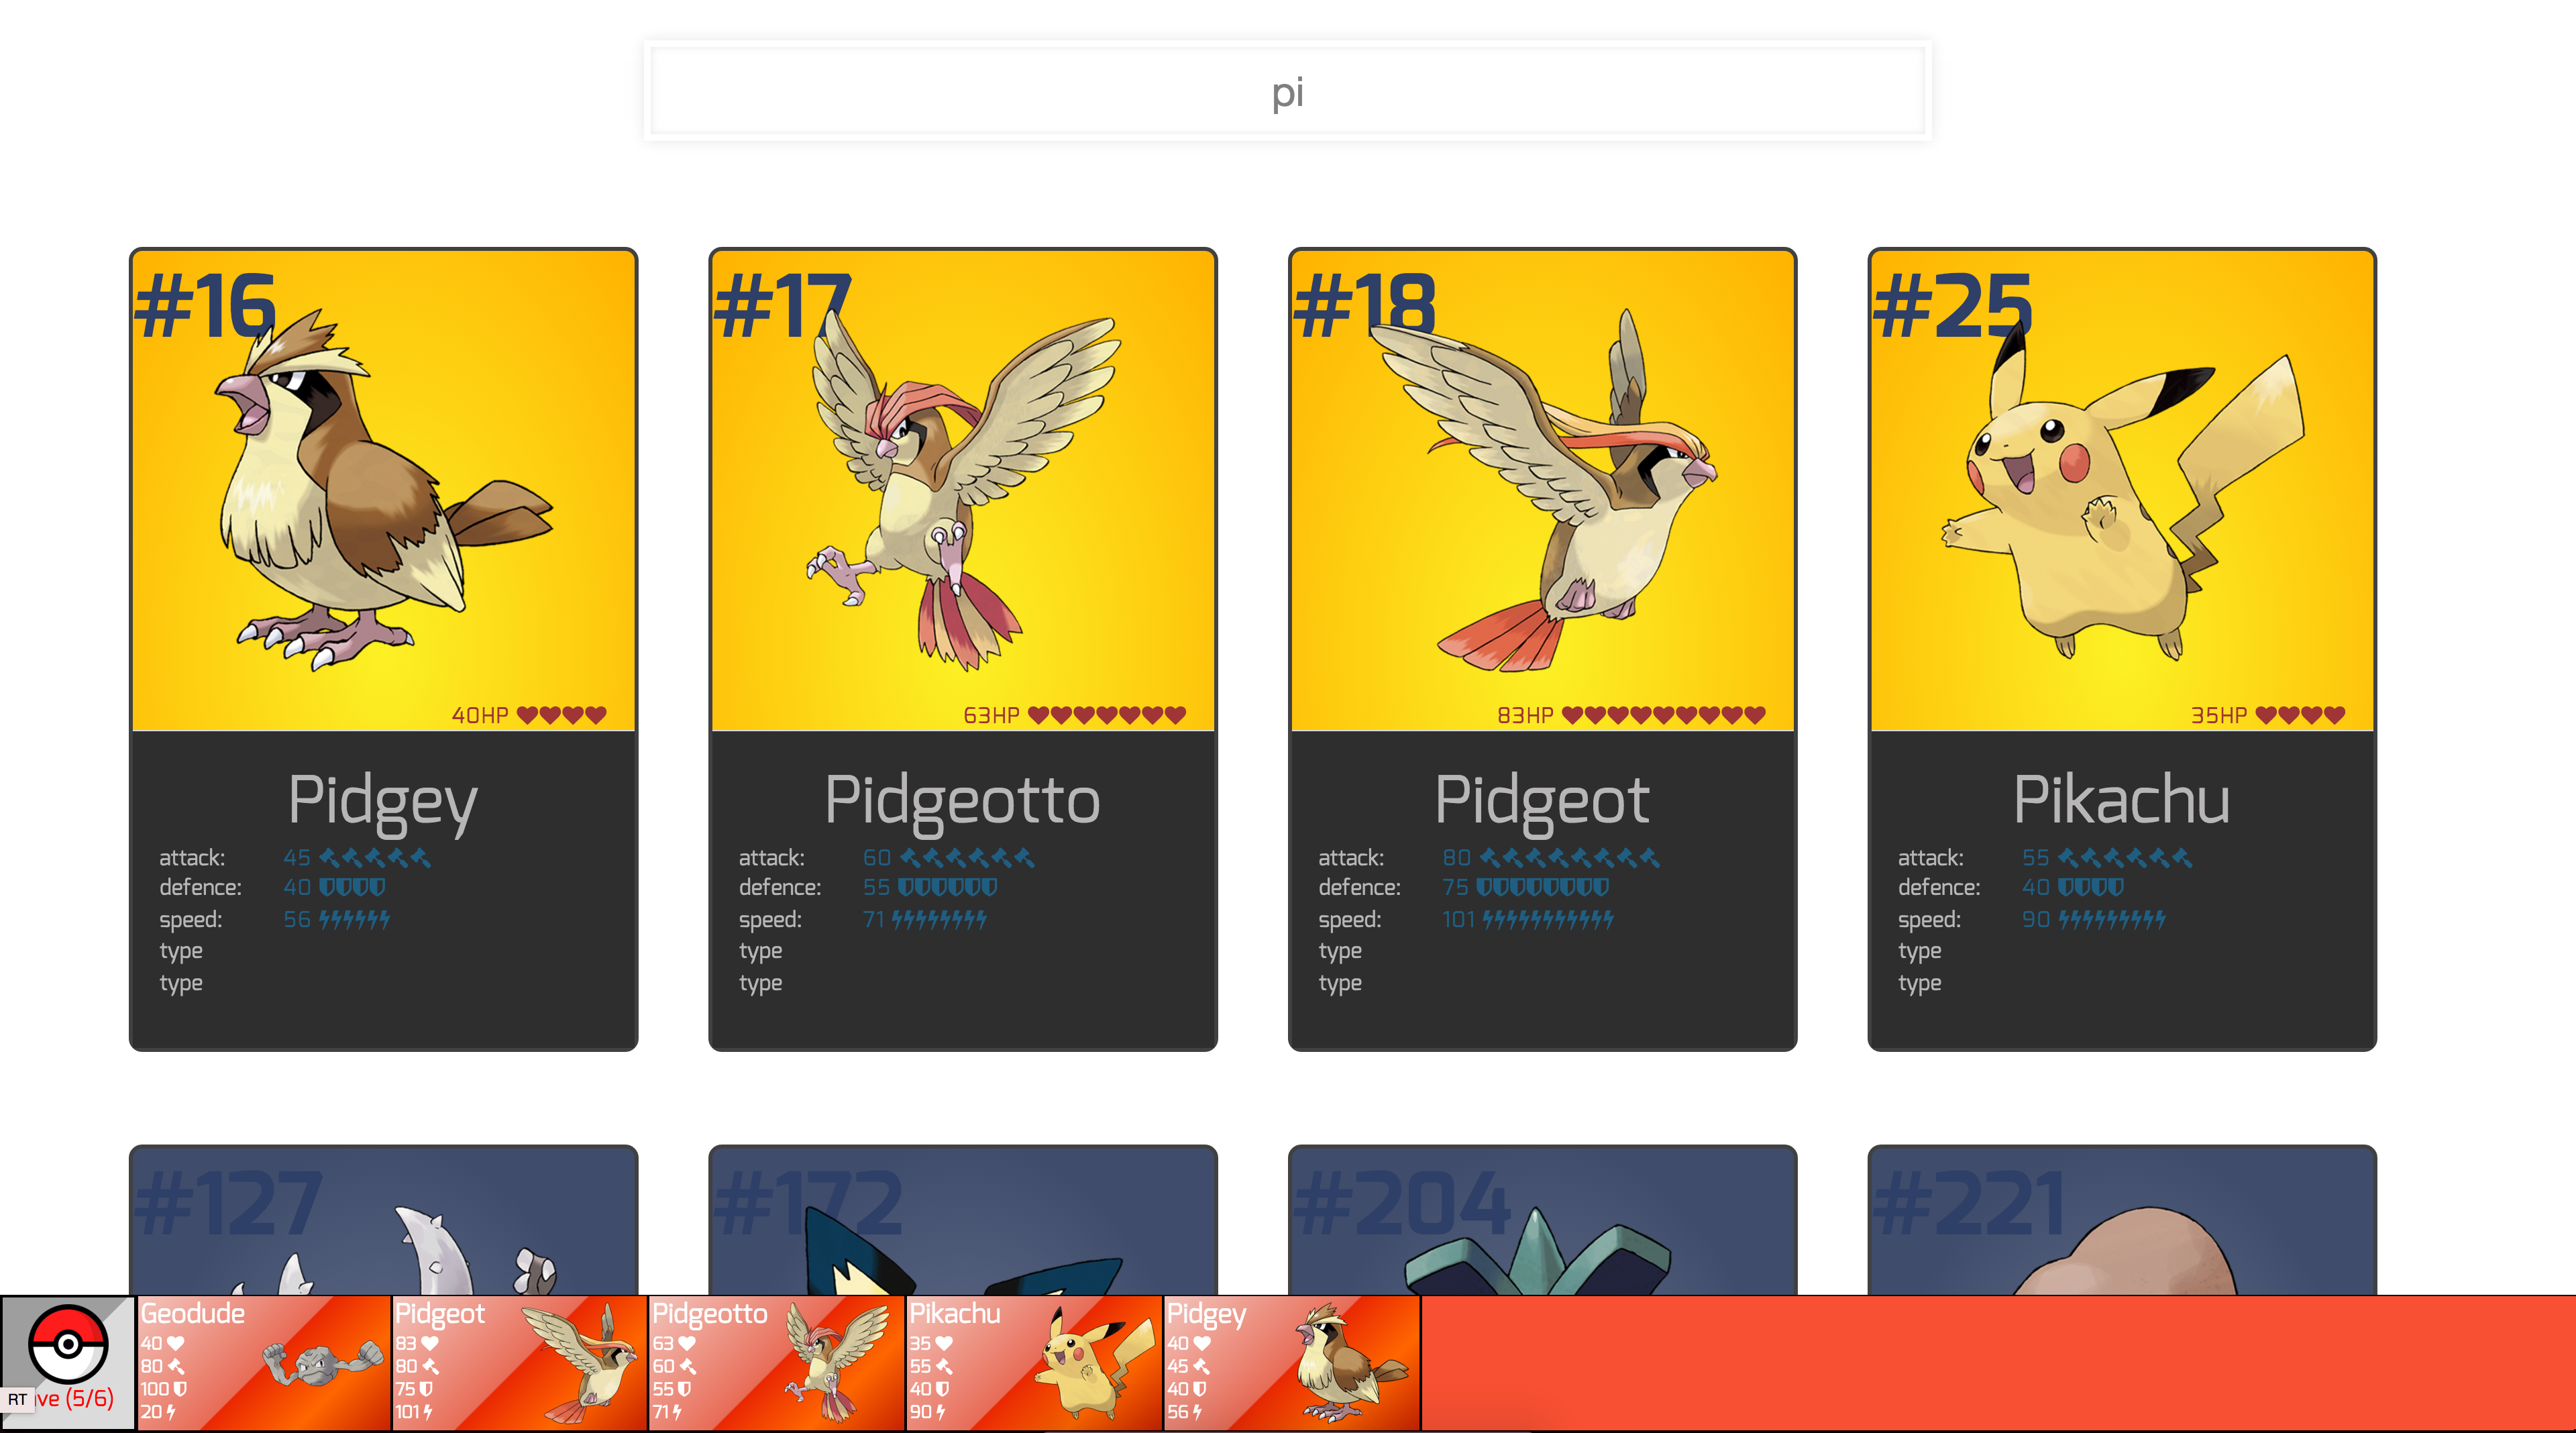 pi
#16
#17
#18
#25
40HP
63HP
83HP
35HP
Pidgey
attack: 45
defence: 40
speed: 56
type
type
Pidgeotto
attack: 60
defence: 55
speed: 71
type
type
Pidgeot
attack: 80
defence: 75
speed: 101
type
type
Pikachu
attack: 55
defence: 40
speed: 90
type
type
#127
#172
#204
#221
RT
ve (5/6)
Geodude
40
80
100
20
Pidgeot
83
80
75
101
Pidgeotto
63
60
55
71
Pikachu
35
55
40
90
Pidgey
40
45
40
56